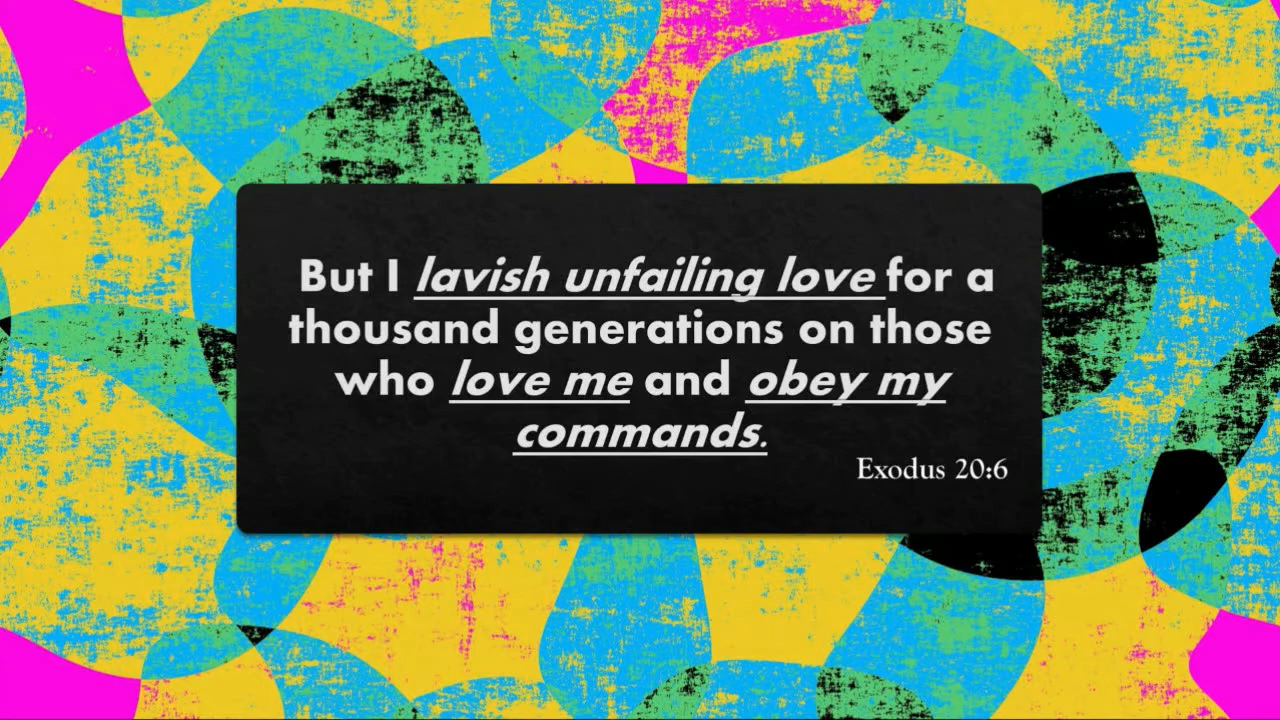 But I lavish unfailing love for a
thousand generations on those
who love me and obey my
commands.
Exodus 20:6